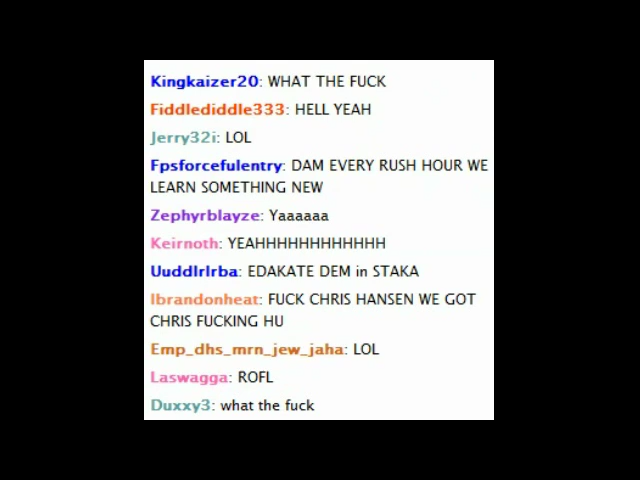 Kingkaizer20: WHAT THE FUCK
Fiddlediddle333: HELL YEAH
Jerry32i: LOL
Fpsforcefulentry: DAM EVERY RUSH HOUR WE
LEARN SOMETHING NEW
Zephyrblayze: Yaaaaaa
Keirnoth: YEAHHHHHHHHHHHH
Uuddlrlrba: EDAKATE DEM in STAKA
Ibrandonheat: FUCK CHRIS HANSEN WE GOT
CHRIS FUCKING HU
Emp_dhs_mrn_jew_jaha: LOL
Laswagga: ROFL
Duxxy3: what the fuck